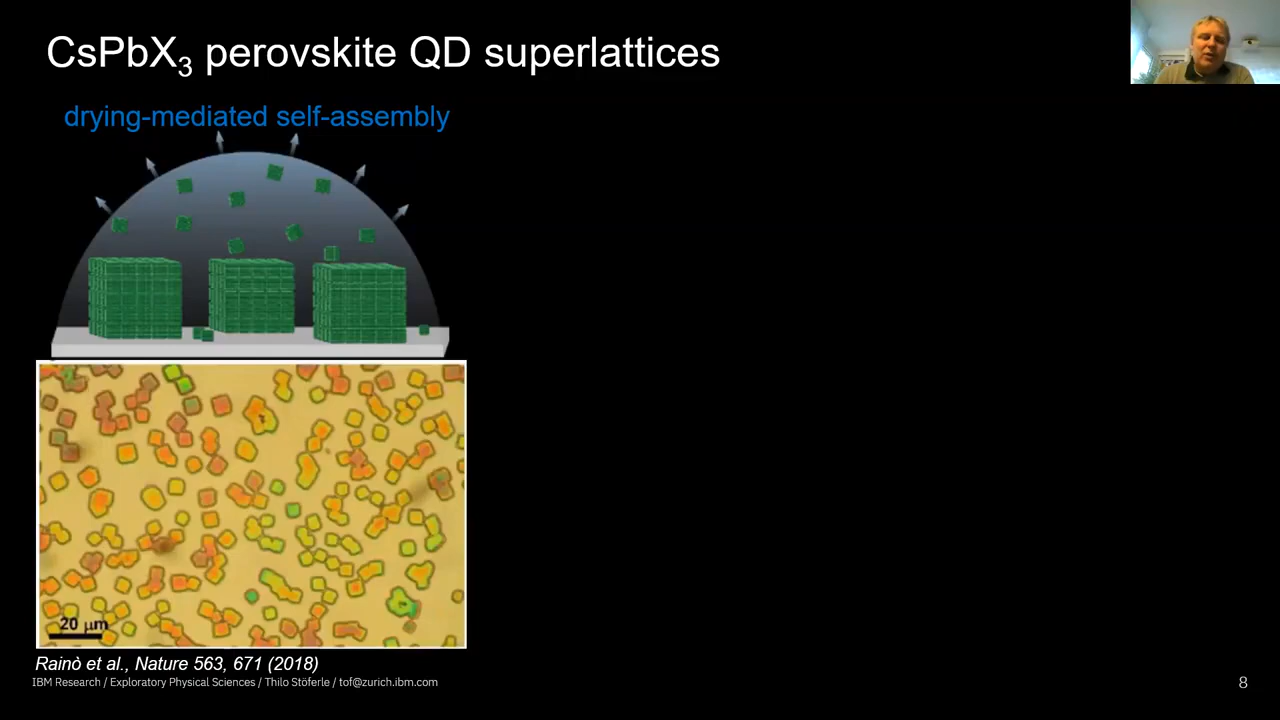 CsPbX₃ perovskite QD superlattices
drying-mediated self-assembly
20 μm
Rainò et al., Nature 563, 671 (2018)
IBM Research / Exploratory Physical Sciences / Thilo Stöferle / tof@zurich.ibm.com
8